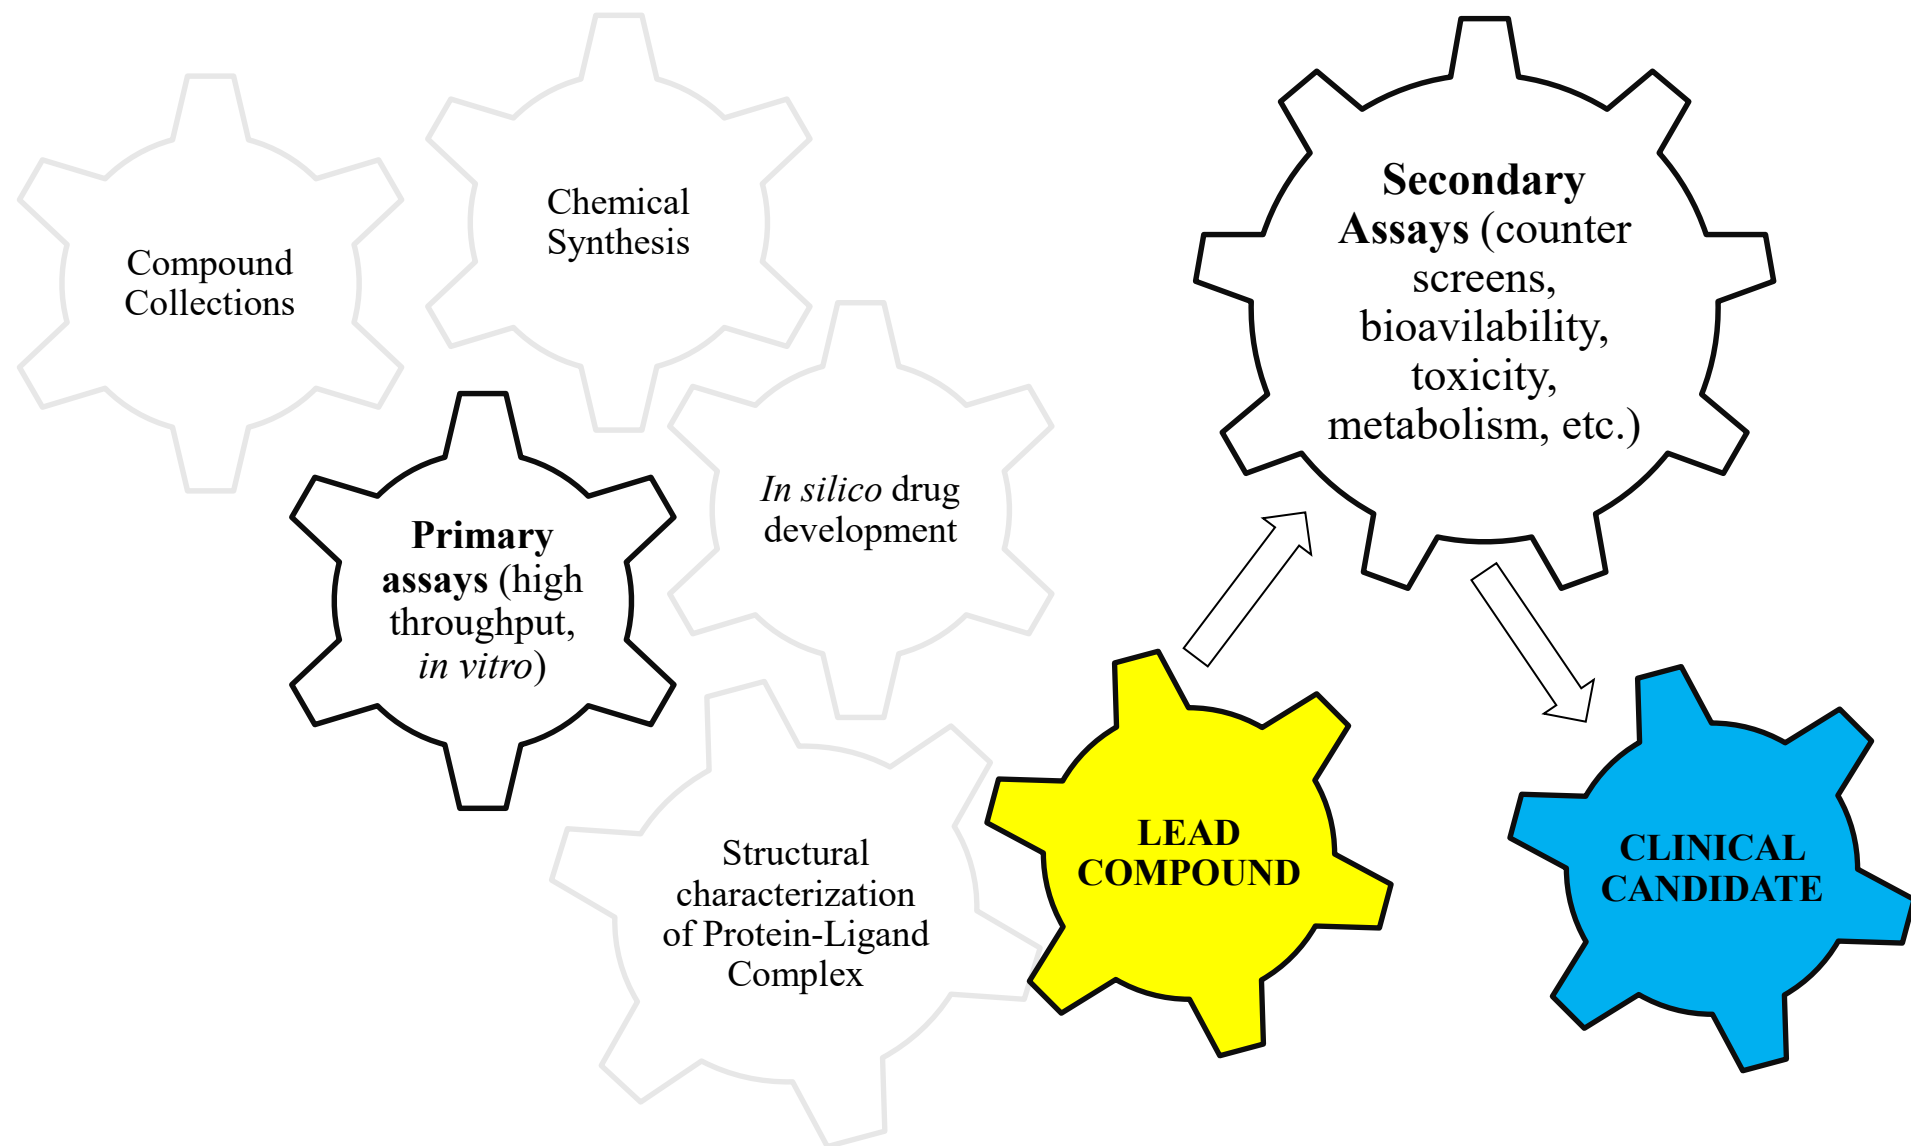 Compound
Collections
Chemical
Synthesis
Primary
assays (high
throughput,
in vitro)
In silico drug
development
Structural
characterization
of Protein-Ligand
Complex
LEAD
COMPOUND
Secondary
Assays (counter
screens,
bioavilability,
toxicity,
metabolism, etc.)
CLINICAL
CANDIDATE